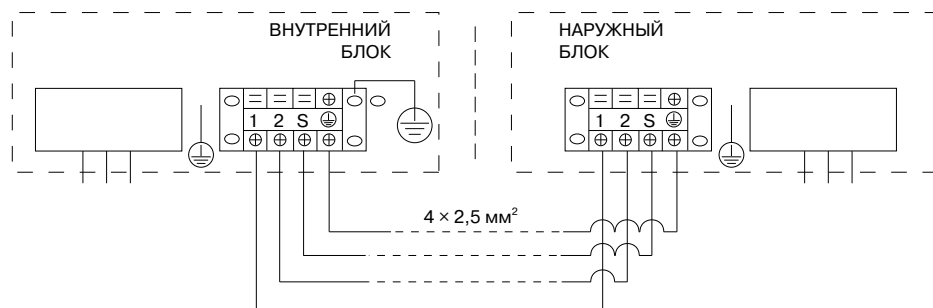 ВНУТРЕННИЙ
БЛОК
НАРУЖНЫЙ
БЛОК
1 2 S
1 2 S
4 × 2,5 мм²